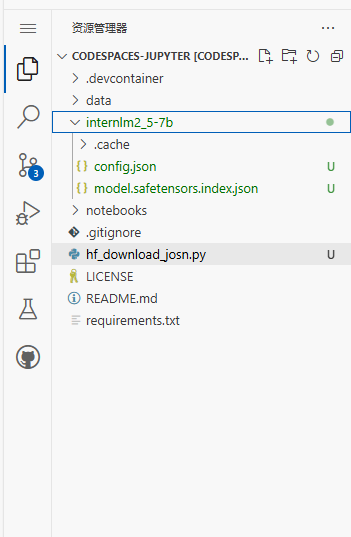 资源管理器
CODESPACES-JUPYTER [CODESP...
.devcontainer
data
internlm2_5-7b
.cache
{} config.json U
{} model.safetensors.index.json U
notebooks
.gitignore
hf_download_josn.py U
LICENSE
README.md
requirements.txt
3